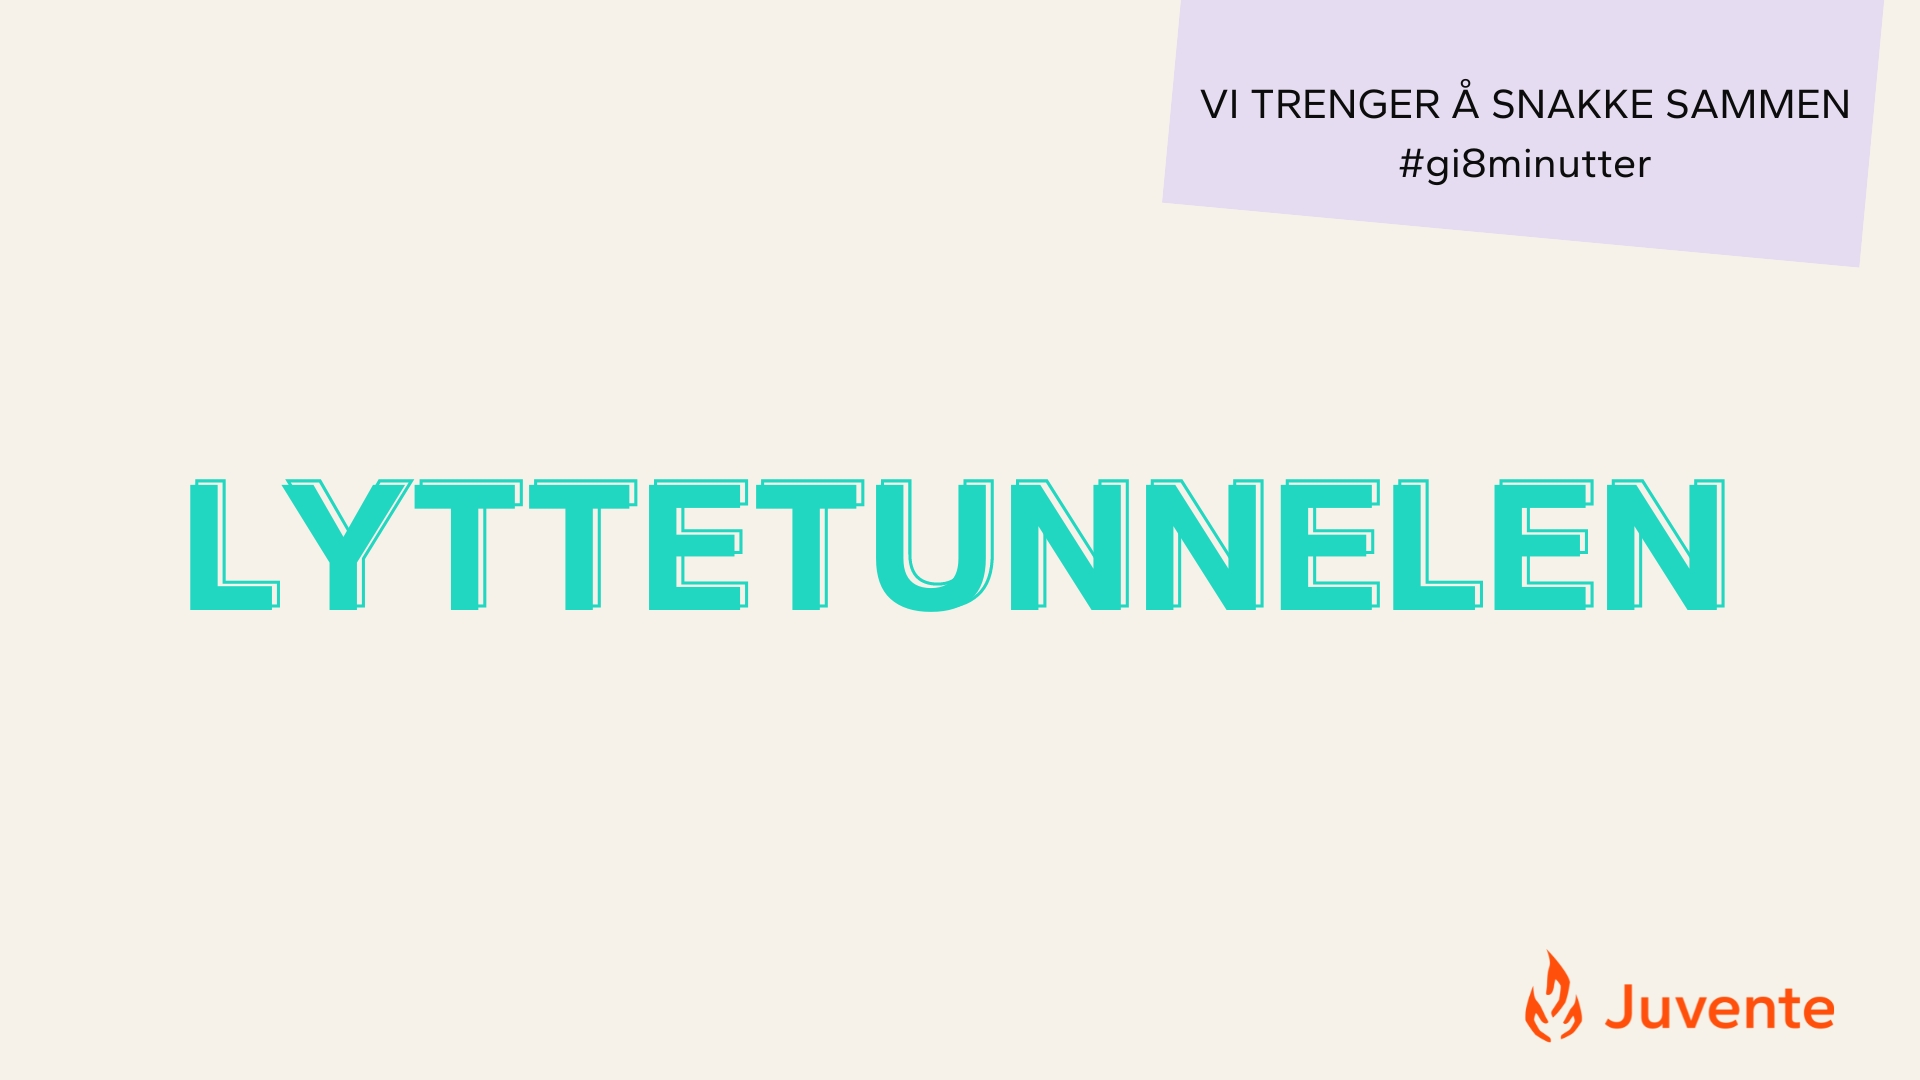 VI TRENGER Å SNAKKE SAMMEN
#gi8minutter
LYTTETUNNELEN
Juvente